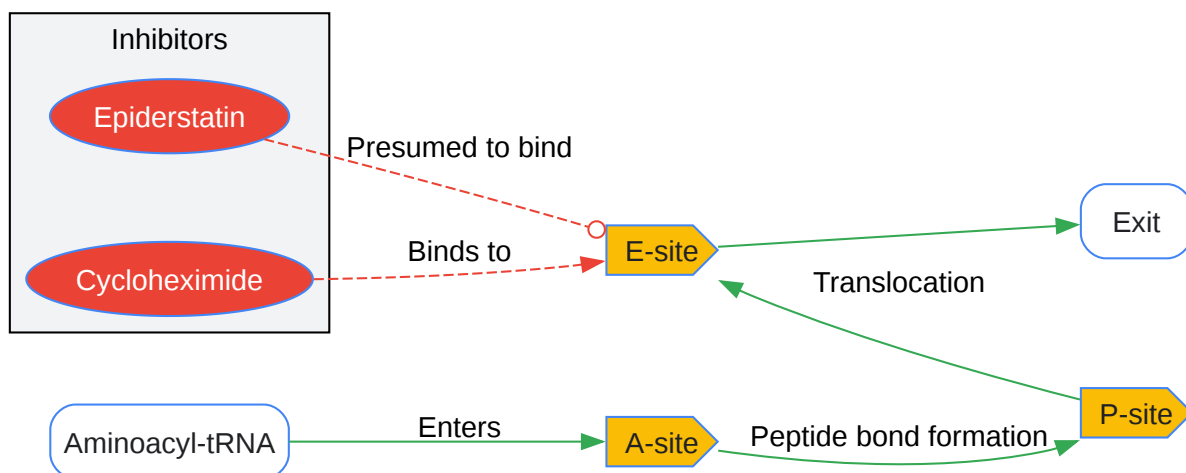 Inhibitors
Epiderstatin
Presumed to bind
Exit
Binds to
E-site
Cycloheximide
Translocation
P-site
Enters
Aminoacyl-tRNA
A-site
Peptide bond formation